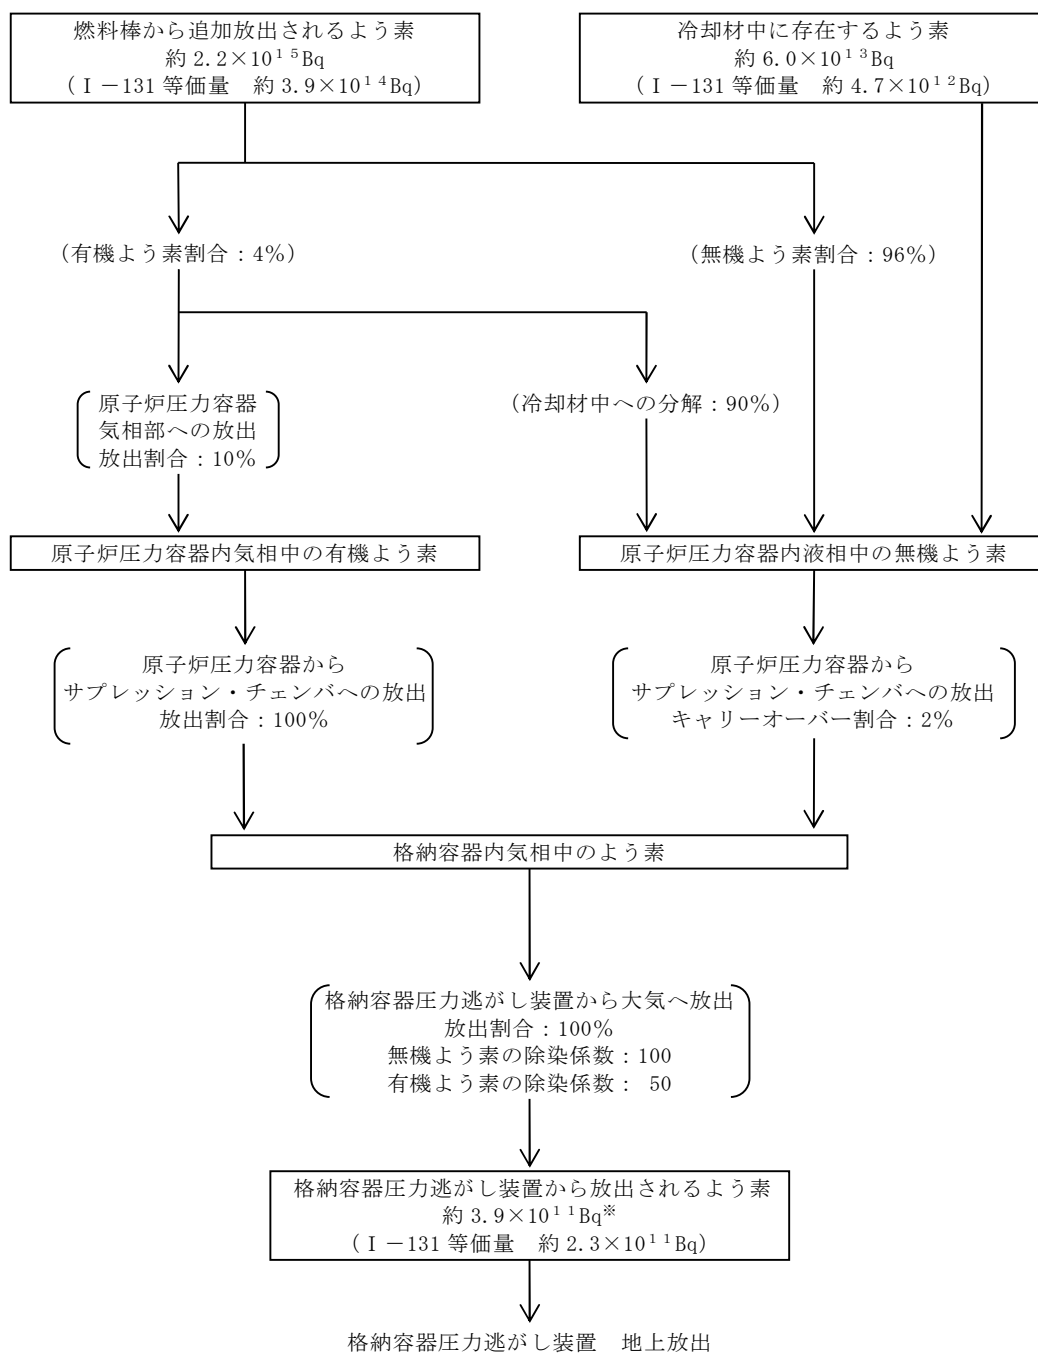 燃料棒から追加放出されるよう素
約 2.2×10¹⁵Bq
(Ⅰ－131 等価量　約 3.9×10¹⁴Bq)
冷却材中に存在するよう素
約 6.0×10¹³Bq
(Ⅰ－131 等価量　約 4.7×10¹²Bq)
(有機よう素割合：4%)
(無機よう素割合：96%)
原子炉圧力容器
気相部への放出
放出割合：10%
(冷却材中への分解：90%)
原子炉圧力容器内気相中の有機よう素
原子炉圧力容器内液相中の無機よう素
原子炉圧力容器から
サプレッション・チェンバへの放出
放出割合：100%
原子炉圧力容器から
サプレッション・チェンバへの放出
キャリーオーバー割合：2%
格納容器内気相中のよう素
格納容器圧力逃がし装置から大気へ放出
放出割合：100%
無機よう素の除染係数：100
有機よう素の除染係数： 50
格納容器圧力逃がし装置から放出されるよう素
約 3.9×10¹¹Bq※
(Ⅰ－131 等価量　約 2.3×10¹¹Bq)
格納容器圧力逃がし装置　地上放出